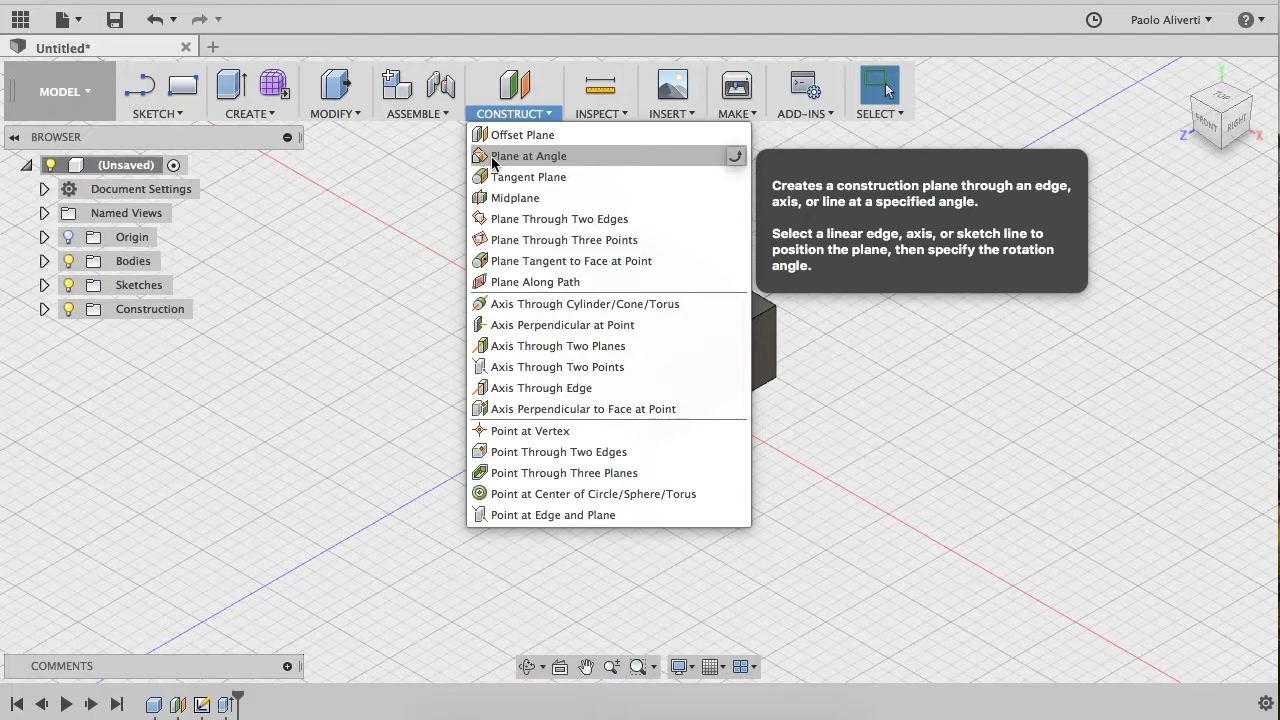 Paolo Aliverti
?
Untitled*
MODEL
SKETCH
CREATE
MODIFY
ASSEMBLE
CONSTRUCT
INSPECT
INSERT
MAKE
ADD-INS
SELECT
BROWSER
(Unsaved)
Document Settings
Named Views
Origin
Bodies
Sketches
Construction
Offset Plane
Plane at Angle
Tangent Plane
Midplane
Plane Through Two Edges
Plane Through Three Points
Plane Tangent to Face at Point
Plane Along Path
Axis Through Cylinder/Cone/Torus
Axis Perpendicular at Point
Axis Through Two Planes
Axis Through Two Points
Axis Through Edge
Axis Perpendicular to Face at Point
Point at Vertex
Point Through Two Edges
Point Through Three Planes
Point at Center of Circle/Sphere/Torus
Point at Edge and Plane
Creates a construction plane through an edge,
axis, or line at a specified angle.
Select a linear edge, axis, or sketch line to
position the plane, then specify the rotation
angle.
Y
TOP
FRONT
RIGHT
Z
X
COMMENTS